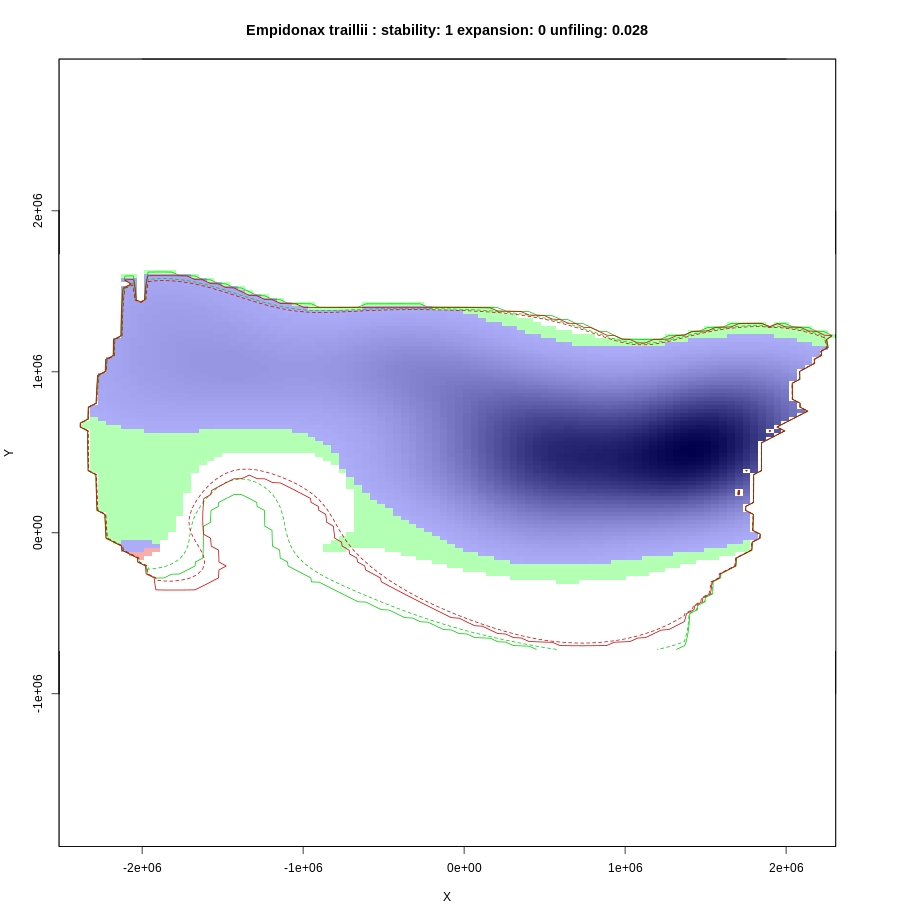 Empidonax traillii : stability: 1 expansion: 0 unfiling: 0.028
2e+06
1e+06
0e+00
-1e+06
Y
-2e+06 -1e+06 0e+00 1e+06 2e+06
X